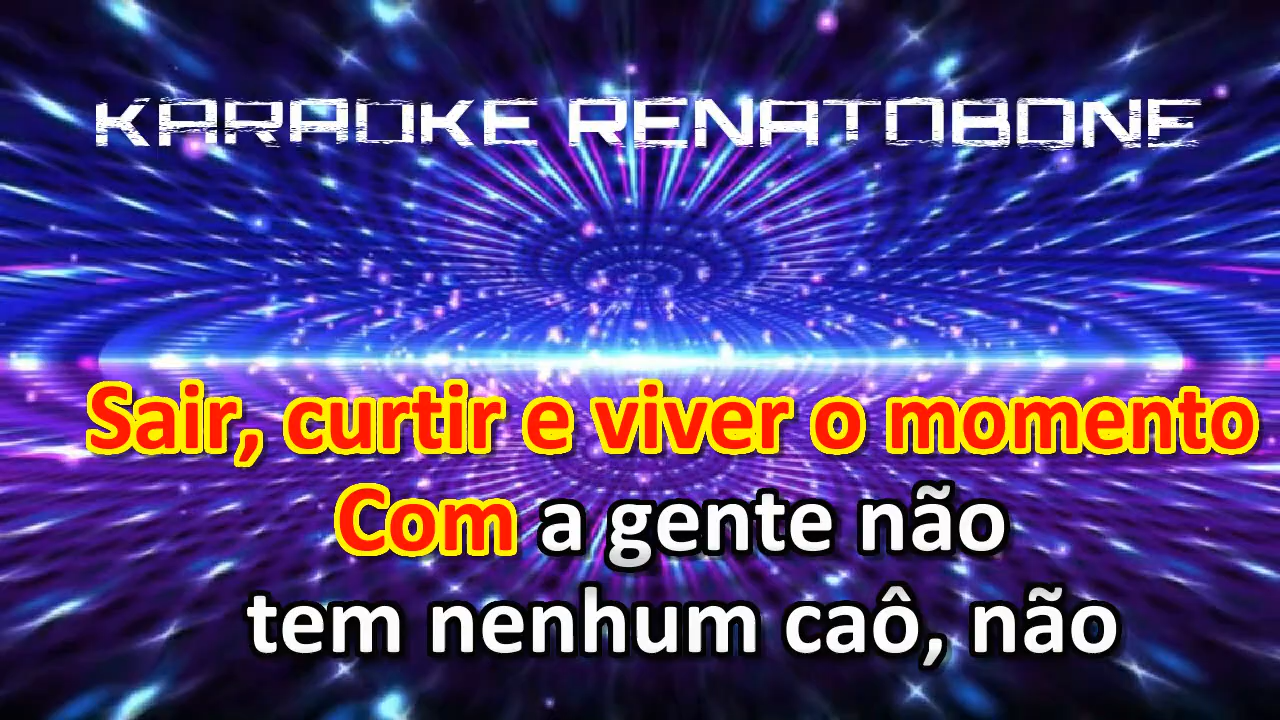 KARAOKE RENATOBONE
Sair, curtir e viver o momento
Com a gente não
tem nenhum caô, não